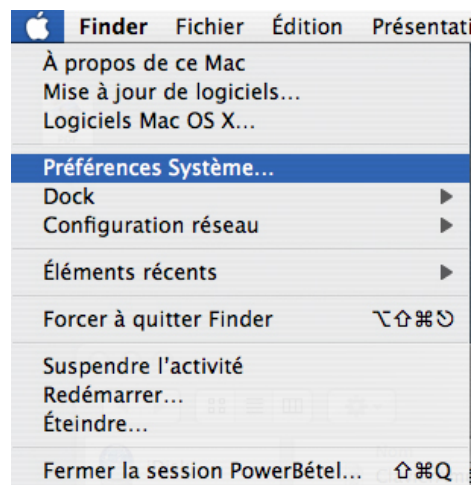 Finder Fichier Édition Présentati
À propos de ce Mac
Mise à jour de logiciels...
Logiciels Mac OS X...
Préférences Système...
Dock
Configuration réseau
Éléments récents
Forcer à quitter Finder ⌥⇧⌘⎋
Suspendre l'activité
Redémarrer...
Éteindre...
Fermer la session PowerBétel... ⇧⌘Q